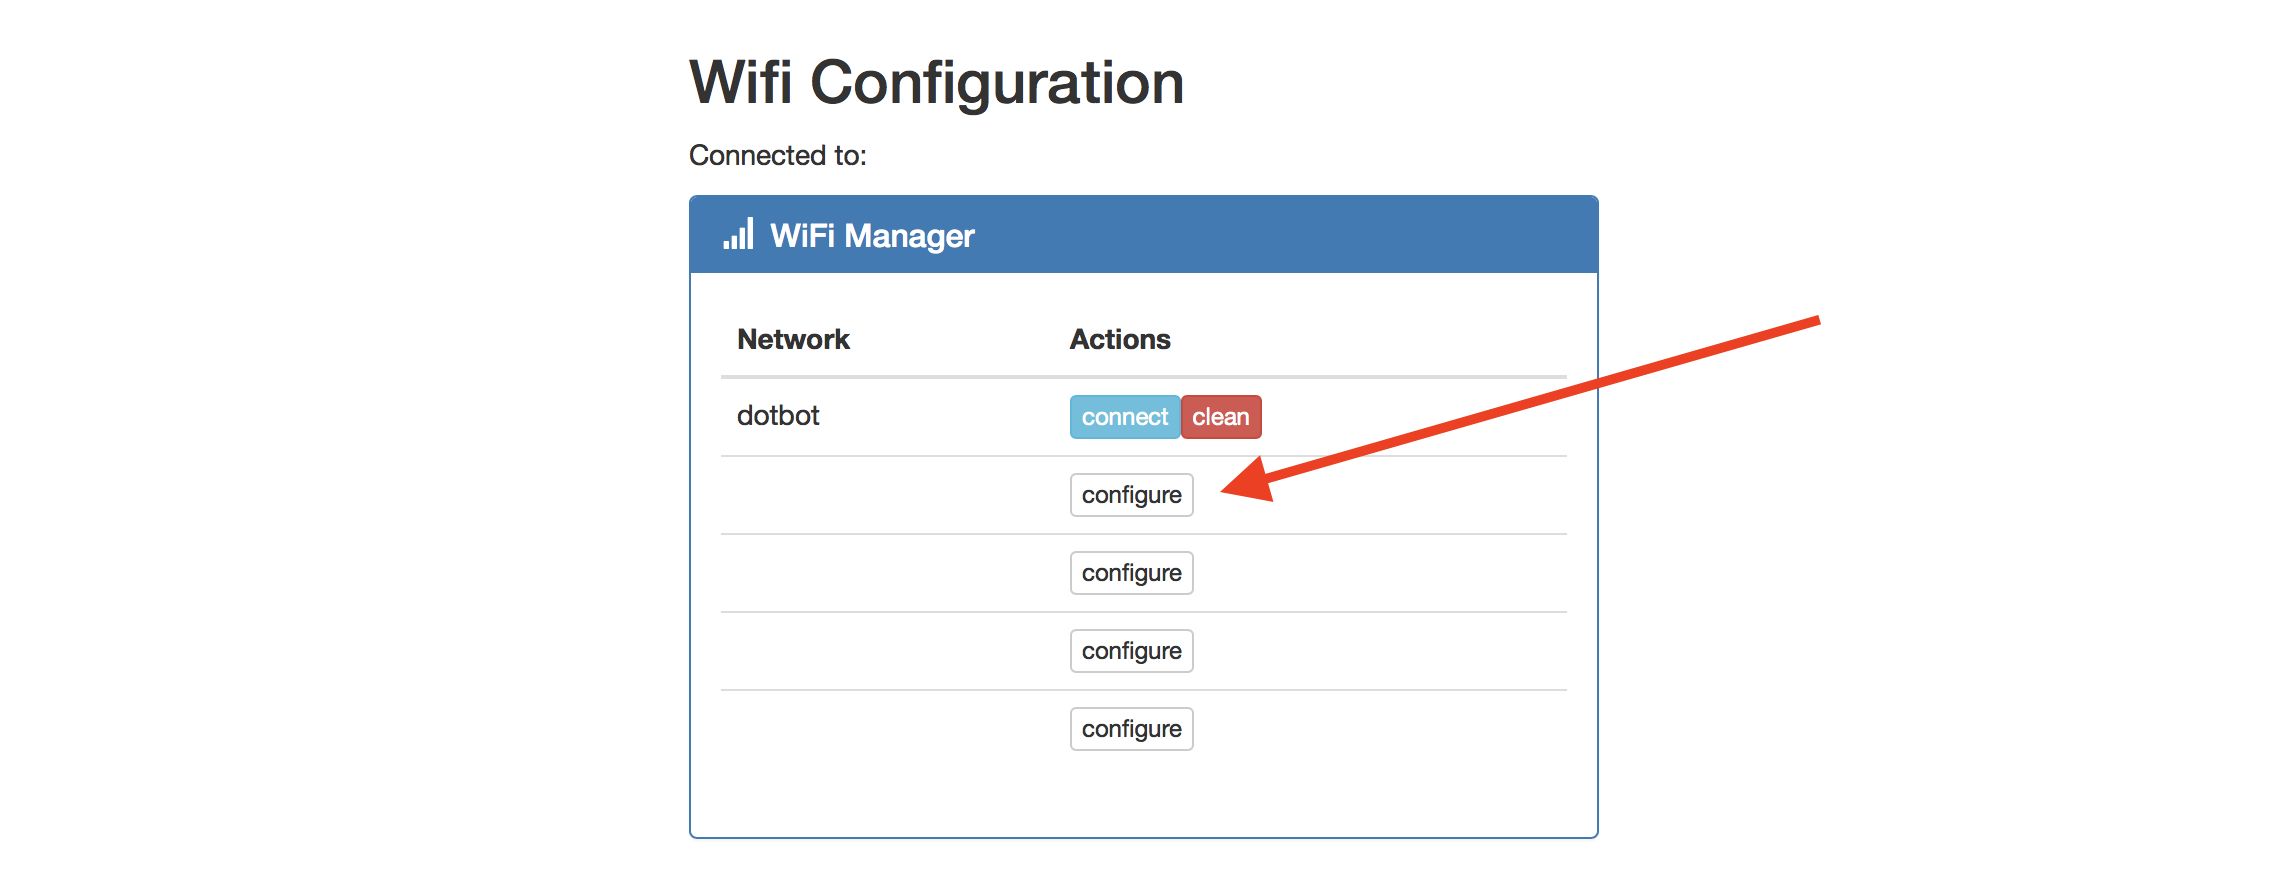 Wifi Configuration
Connected to:
WiFi Manager
Network Actions
dotbot connect clean
configure
configure
configure
configure